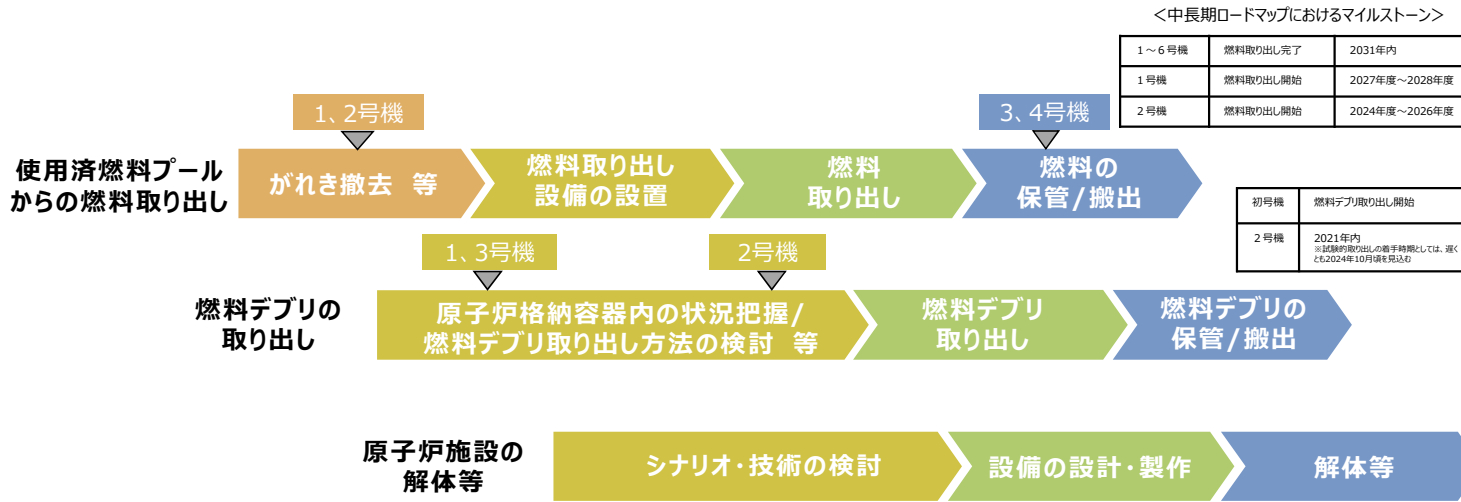 ＜中長期ロードマップにおけるマイルストーン＞
1～6号機 燃料取り出し完了 2031年内
1号機 燃料取り出し開始 2027年度～2028年度
2号機 燃料取り出し開始 2024年度～2026年度
1、2号機
3、4号機
使用済燃料プール
からの燃料取り出し
がれき撤去 等
燃料取り出し
設備の設置
燃料
取り出し
燃料の
保管/搬出
初号機 燃料デブリ取り出し開始
2号機 2021年内
※試験的取り出しの着手時期としては、遅く
とも2024年10月頃を見込む
1、3号機
2号機
燃料デブリの
取り出し
原子炉格納容器内の状況把握/
燃料デブリ取り出し方法の検討 等
燃料デブリ
取り出し
燃料デブリの
保管/搬出
原子炉施設の
解体等
シナリオ・技術の検討
設備の設計・製作
解体等